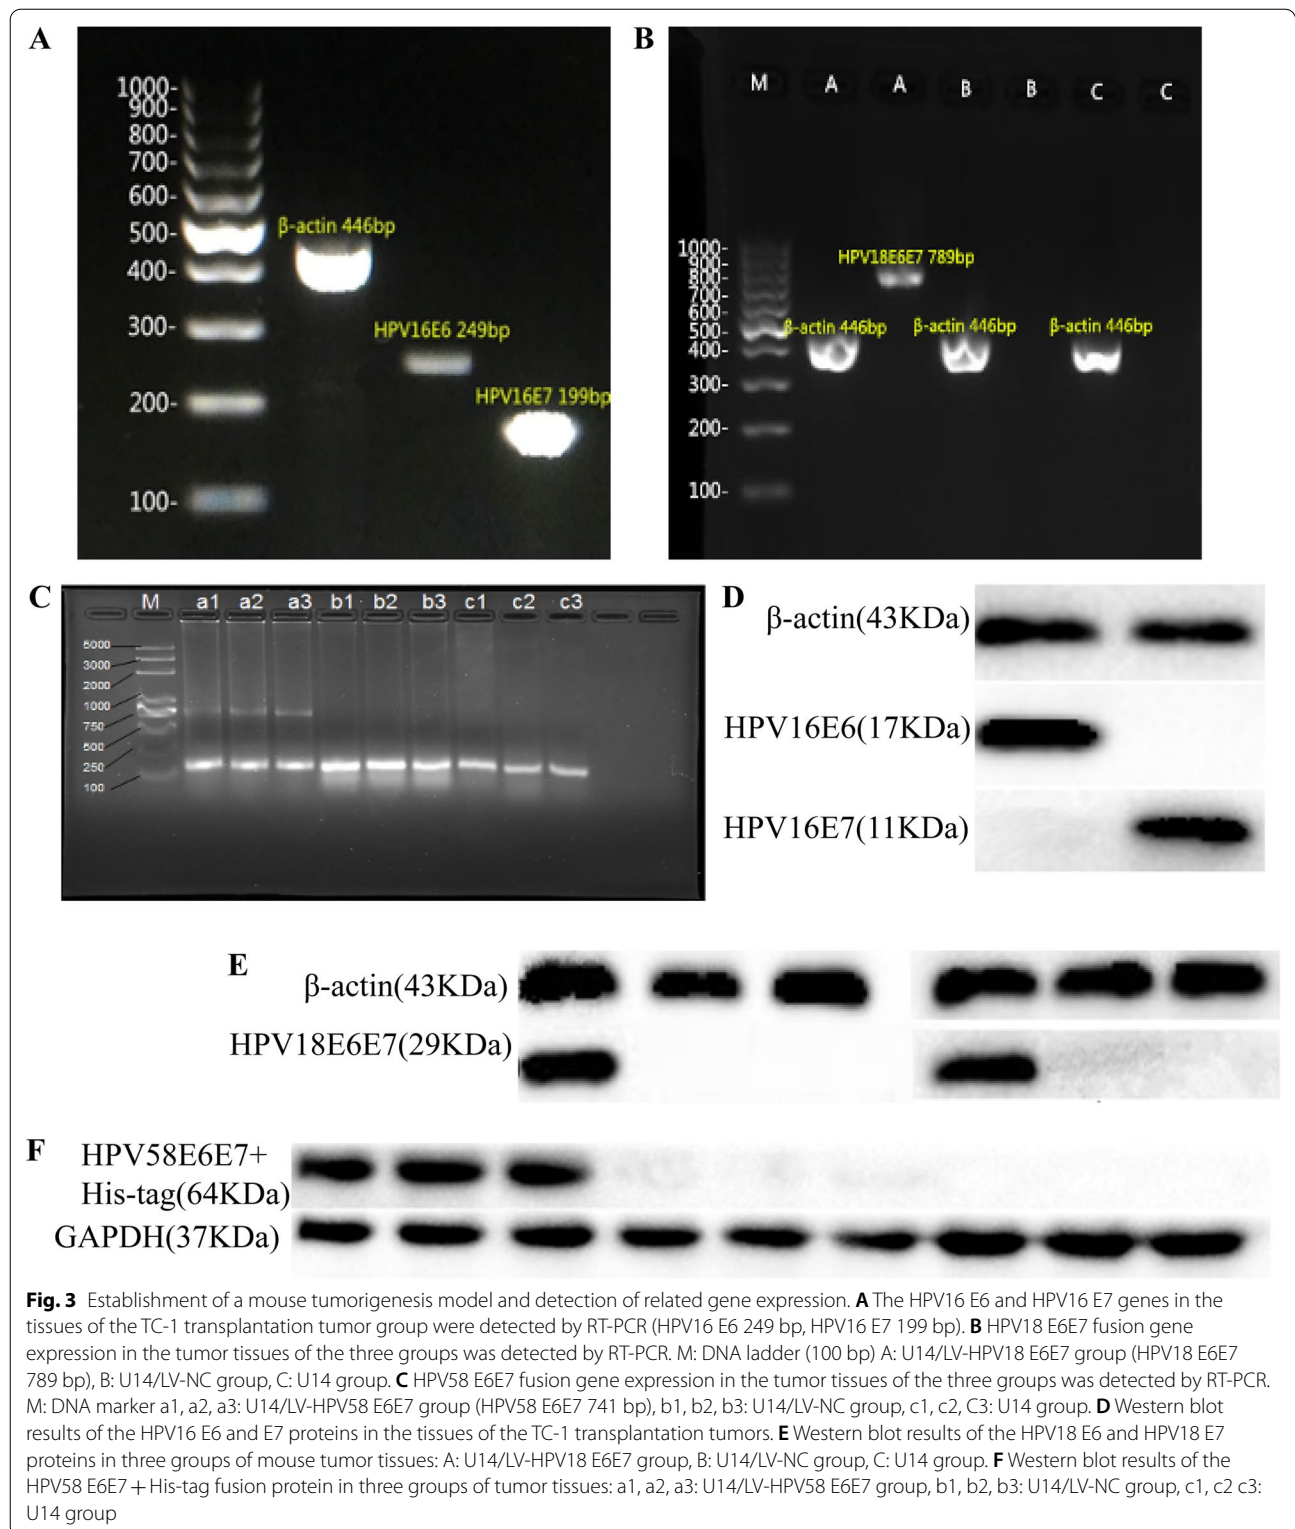 A
1000-
900-
800-
700-
600-
500-
400-
300-
200-
100-
β-actin 446bp
HPV16E6 249bp
HPV16E7 199bp
B
M A A B B C C
1000-
900-
800-
700-
600-
500-
400-
300-
200-
100-
HPV18E6E7 789bp
β-actin 446bp β-actin 446bp β-actin 446bp
C
M a1 a2 a3 b1 b2 b3 c1 c2 c3
5000
3000
2000
1000
750
500
250
100
D
β-actin(43KDa)
HPV16E6(17KDa)
HPV16E7(11KDa)
E
β-actin(43KDa)
HPV18E6E7(29KDa)
F
HPV58E6E7+
His-tag(64KDa)
GAPDH(37KDa)
Fig. 3 Establishment of a mouse tumorigenesis model and detection of related gene expression. A The HPV16 E6 and HPV16 E7 genes in the
tissues of the TC-1 transplantation tumor group were detected by RT-PCR (HPV16 E6 249 bp, HPV16 E7 199 bp). B HPV18 E6E7 fusion gene
expression in the tumor tissues of the three groups was detected by RT-PCR. M: DNA ladder (100 bp) A: U14/LV-HPV18 E6E7 group (HPV18 E6E7
789 bp), B: U14/LV-NC group, C: U14 group. C HPV58 E6E7 fusion gene expression in the tumor tissues of the three groups was detected by RT-PCR.
M: DNA marker a1, a2, a3: U14/LV-HPV58 E6E7 group (HPV58 E6E7 741 bp), b1, b2, b3: U14/LV-NC group, c1, c2, C3: U14 group. D Western blot
results of the HPV16 E6 and E7 proteins in the tissues of the TC-1 transplantation tumors. E Western blot results of the HPV18 E6 and HPV18 E7
proteins in three groups of mouse tumor tissues: A: U14/LV-HPV18 E6E7 group, B: U14/LV-NC group, C: U14 group. F Western blot results of the
HPV58 E6E7 + His-tag fusion protein in three groups of tumor tissues: a1, a2, a3: U14/LV-HPV58 E6E7 group, b1, b2, b3: U14/LV-NC group, c1, c2 c3:
U14 group